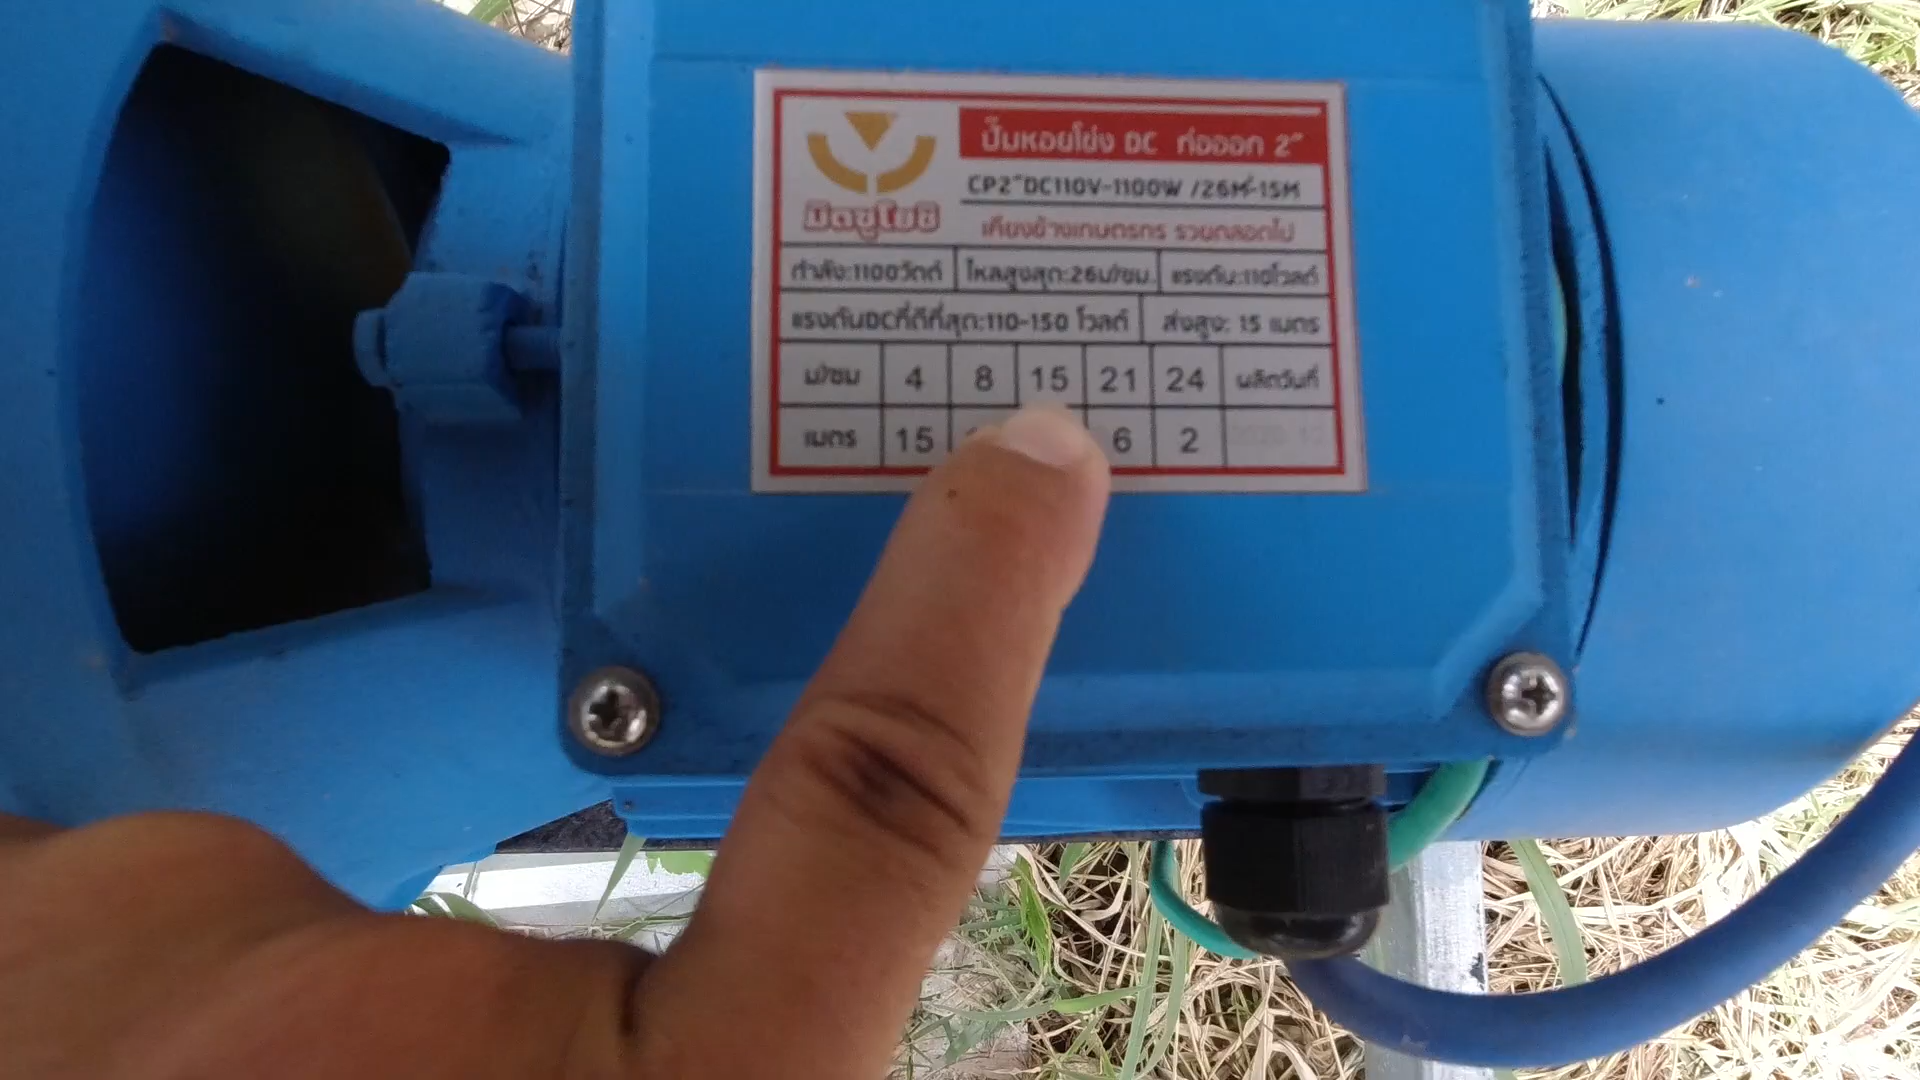 ปั๊มหอยโข่ง DC ท่อออก 2"
CP2"DC110V-1100W /26M³-15M
มิตซูโยชิ
เคียงข้างเกษตรกร รวยตลอดไป
กำลัง:1100วัตต์ ไหลสูงสุด:26ม/ชม. แรงดัน:110โวลต์
แรงดันDCที่ดีที่สุด:110-150 โวลต์ ส่งสูง: 15 เมตร
ม/ชม 4 8 15 21 24 ผลิตวันที่
เมตร 15 6 2